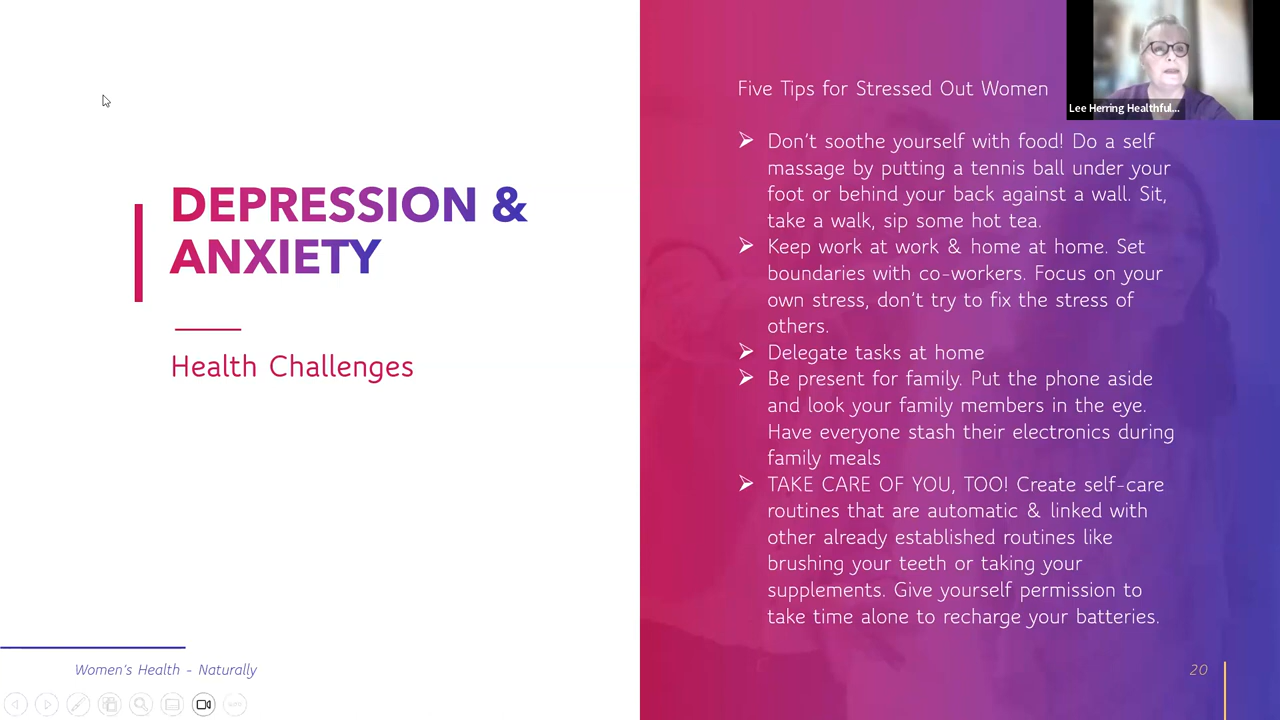 DEPRESSION &
ANXIETY
Health Challenges
Women's Health - Naturally
Five Tips for Stressed Out Women
Lee Herring Healthful...
➢ Don't soothe yourself with food! Do a self
massage by putting a tennis ball under your
foot or behind your back against a wall. Sit,
take a walk, sip some hot tea.
➢ Keep work at work & home at home. Set
boundaries with co-workers. Focus on your
own stress, don't try to fix the stress of
others.
➢ Delegate tasks at home
➢ Be present for family. Put the phone aside
and look your family members in the eye.
Have everyone stash their electronics during
family meals
➢ TAKE CARE OF YOU, TOO! Create self-care
routines that are automatic & linked with
other already established routines like
brushing your teeth or taking your
supplements. Give yourself permission to
take time alone to recharge your batteries.
20